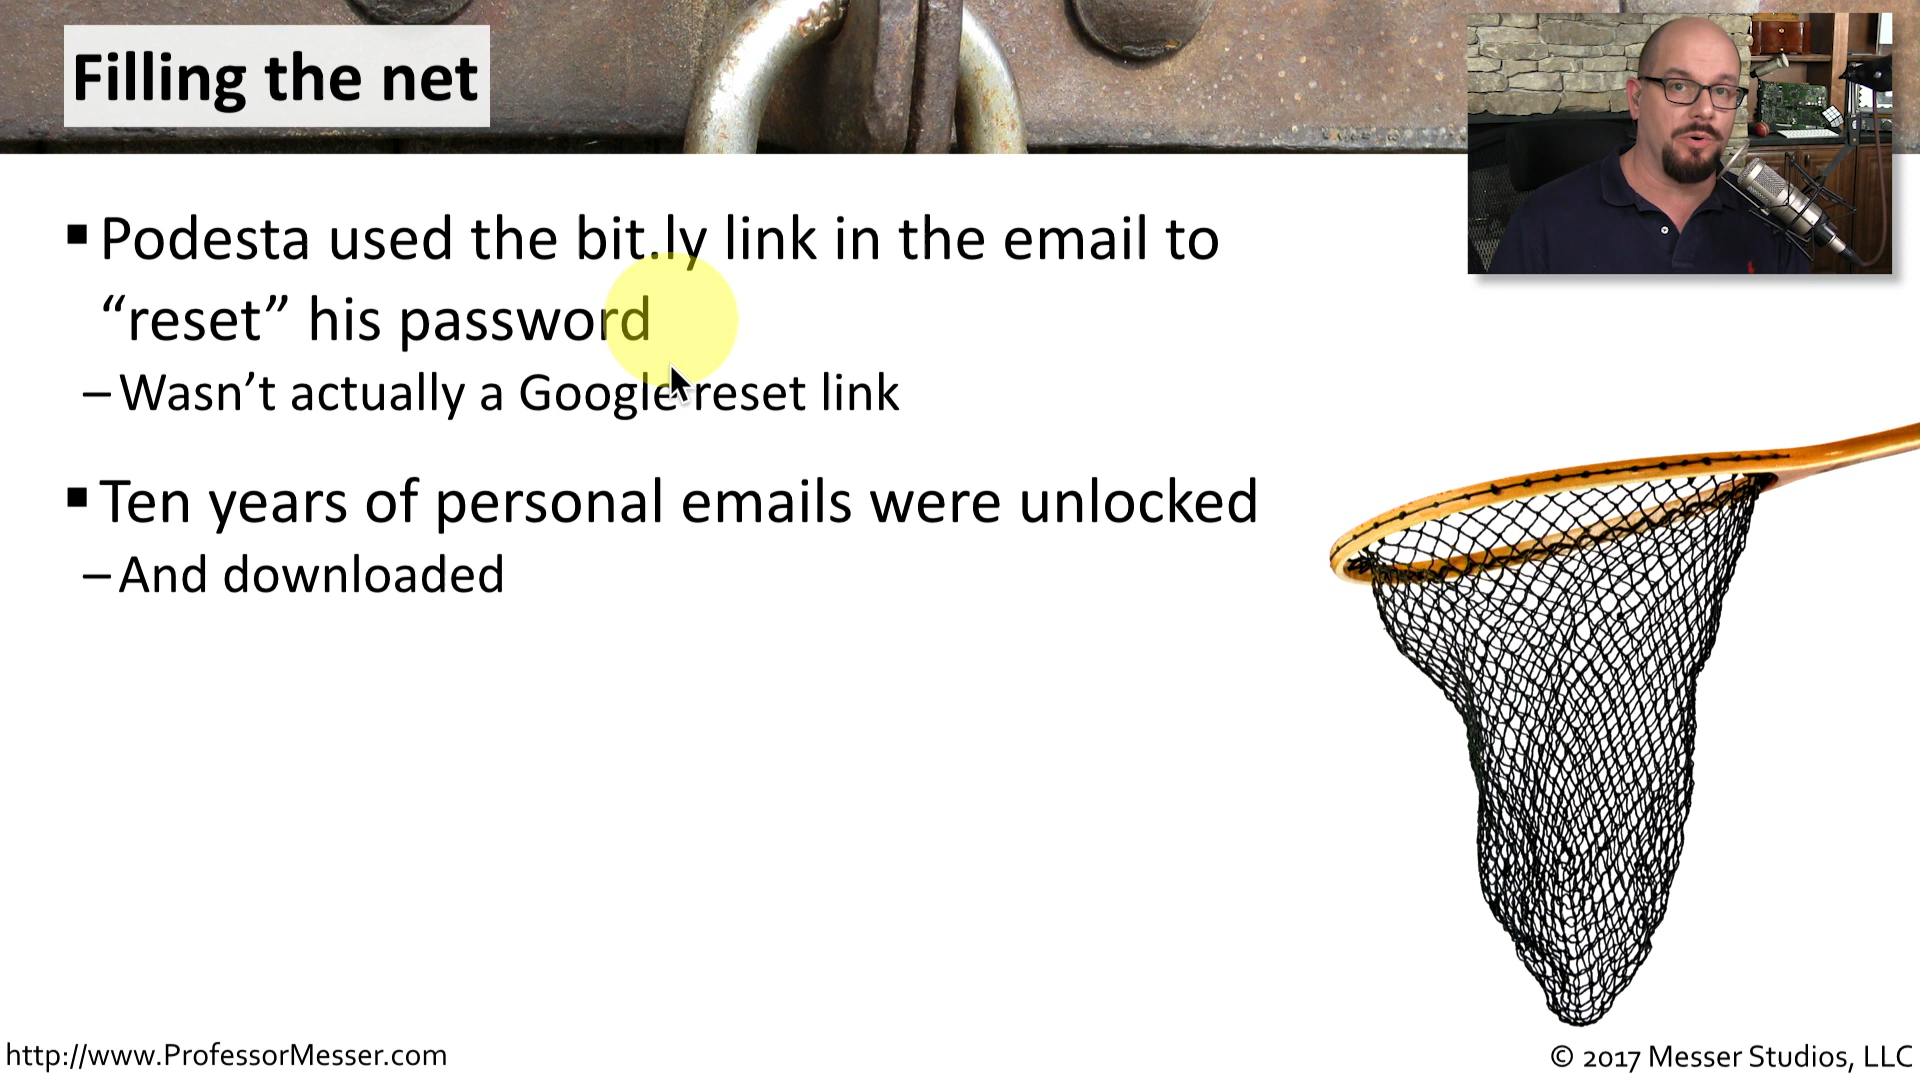 Filling the net
▪ Podesta used the bit.ly link in the email to
“reset” his password
– Wasn’t actually a Google reset link
▪ Ten years of personal emails were unlocked
– And downloaded
http://www.ProfessorMesser.com
© 2017 Messer Studios, LLC